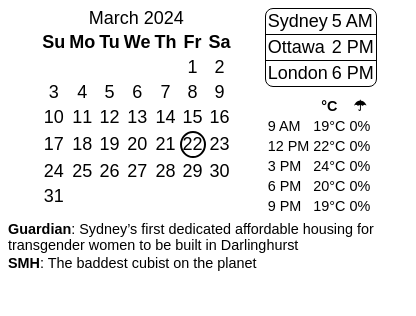 March 2024
Su Mo Tu We Th Fr Sa
1 2
3 4 5 6 7 8 9
10 11 12 13 14 15 16
17 18 19 20 21 22 23
24 25 26 27 28 29 30
31
Sydney 5 AM
Ottawa 2 PM
London 6 PM
°C ☂
9 AM 19°C 0%
12 PM 22°C 0%
3 PM 24°C 0%
6 PM 20°C 0%
9 PM 19°C 0%
Guardian: Sydney’s first dedicated affordable housing for
transgender women to be built in Darlinghurst
SMH: The baddest cubist on the planet